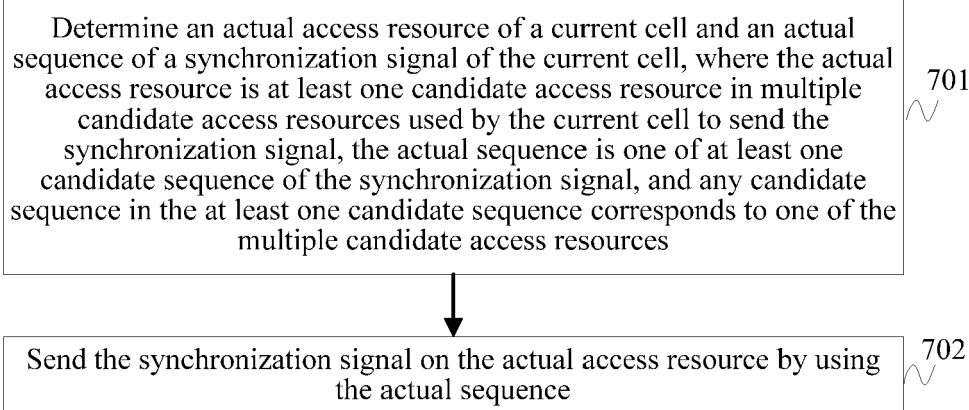 Determine an actual access resource of a current cell and an actual
sequence of a synchronization signal of the current cell, where the actual
access resource is at least one candidate access resource in multiple
candidate access resources used by the current cell to send the
synchronization signal, the actual sequence is one of at least one
candidate sequence of the synchronization signal, and any candidate
sequence in the at least one candidate sequence corresponds to one of the
multiple candidate access resources
701
Send the synchronization signal on the actual access resource by using
the actual sequence
702